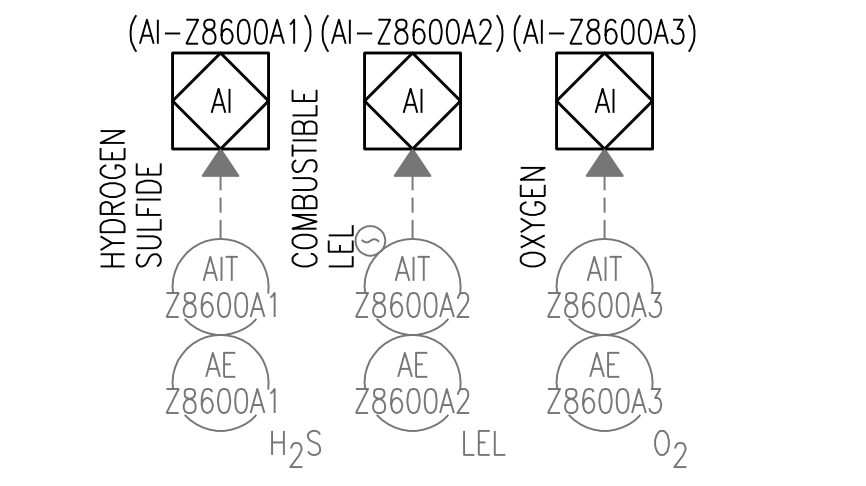 (AI-Z8600A1) (AI-Z8600A2) (AI-Z8600A3)
AI
AI
AI
HYDROGEN
SULFIDE
COMBUSTIBLE
LEL
OXYGEN
AIT
Z8600A1
AIT
Z8600A2
AIT
Z8600A3
AE
Z8600A1
AE
Z8600A2
AE
Z8600A3
H2S
LEL
O2